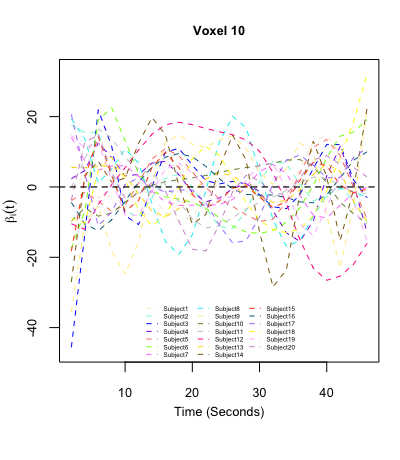 Voxel 10
βᵢ(t)
20
0
-20
-40
Subject1 Subject8 Subject15
Subject2 Subject9 Subject16
Subject3 Subject10 Subject17
Subject4 Subject11 Subject18
Subject5 Subject12 Subject19
Subject6 Subject13 Subject20
Subject7 Subject14
10 20 30 40
Time (Seconds)